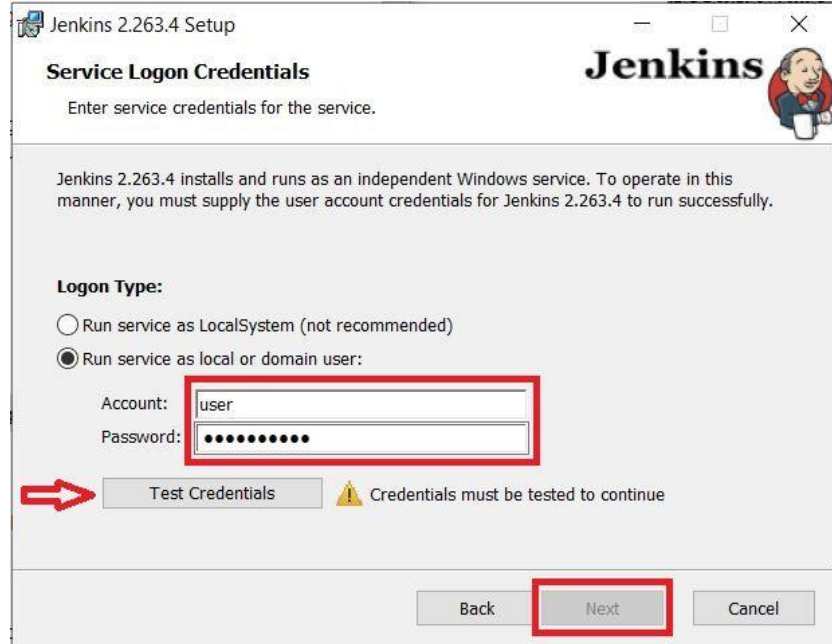 Jenkins 2.263.4 Setup
Service Logon Credentials
Jenkins
Enter service credentials for the service.
Jenkins 2.263.4 installs and runs as an independent Windows service. To operate in this
manner, you must supply the user account credentials for Jenkins 2.263.4 to run successfully.
Logon Type:
Run service as LocalSystem (not recommended)
Run service as local or domain user:
Account: user
Password: ●●●●●●●●●●
Test Credentials Credentials must be tested to continue
Back Next Cancel